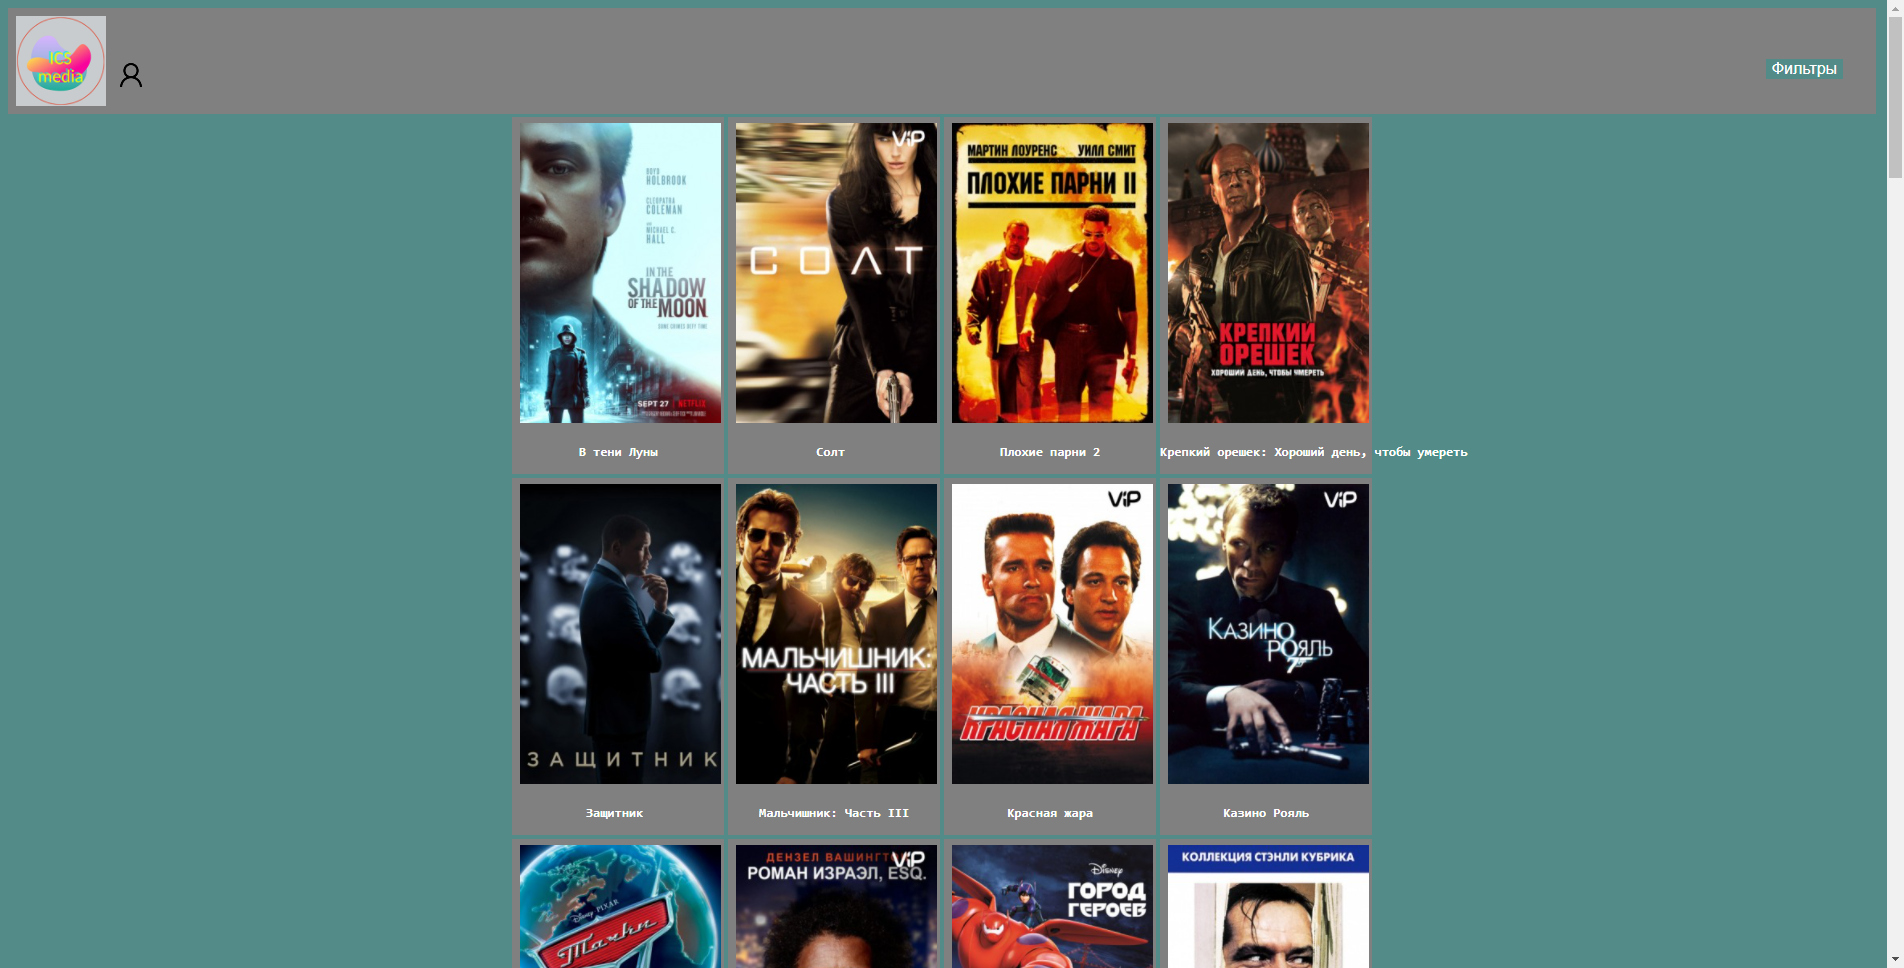 ICS
media
Фильтры
BOYD
HOLBROOK
CLEOPATRA
COLEMAN
MICHAEL C.
HALL
IN THE
SHADOW
OF THE
MOON
SEPT 27 NETFLIX
В тени Луны
ViP
СОЛТ
Солт
МАРТИН ЛОУРЕНС УИЛЛ СМИТ
ПЛОХИЕ ПАРНИ II
Плохие парни 2
КРЕПКИЙ
ОРЕШЕК
ХОРОШИЙ ДЕНЬ, ЧТОБЫ УМЕРЕТЬ
Крепкий орешек: Хороший день, чтобы умереть
ЗАЩИТНИК
Защитник
МАЛЬЧИШНИК:
ЧАСТЬ III
Мальчишник: Часть III
ViP
КРАСНАЯ ЖАРА
Красная жара
ViP
КАЗИНО
РОЯЛЬ
007
Казино Рояль
DISNEY PIXAR
Тачки
ДЕНЗЕЛ ВАШИНГТ
ViP
РОМАН ИЗРАЭЛ, ESQ.
Disney
ГОРОД
ГЕРОЕВ
КОЛЛЕКЦИЯ СТЭНЛИ КУБРИКА